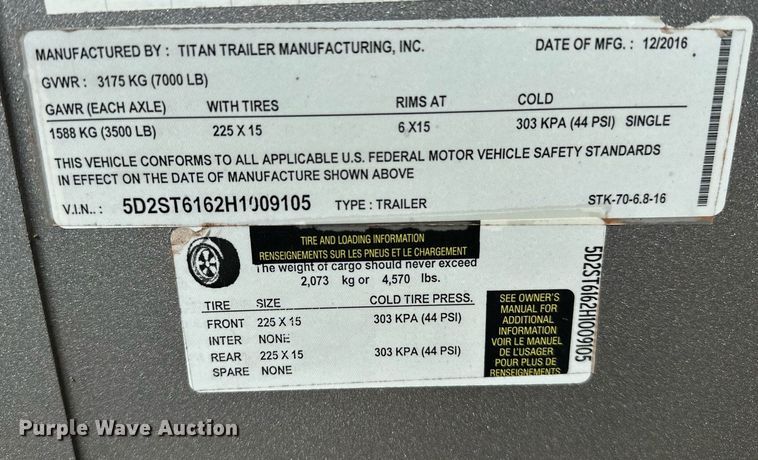 MANUFACTURED BY : TITAN TRAILER MANUFACTURING, INC. DATE OF MFG. : 12/2016
GVWR : 3175 KG (7000 LB)
GAWR (EACH AXLE) WITH TIRES RIMS AT COLD
1588 KG (3500 LB) 225 X 15 6 X15 303 KPA (44 PSI) SINGLE
THIS VEHICLE CONFORMS TO ALL APPLICABLE U.S. FEDERAL MOTOR VEHICLE SAFETY STANDARDS
IN EFFECT ON THE DATE OF MANUFACTURE SHOWN ABOVE
V.I.N.. : 5D2ST6162H1009105 TYPE : TRAILER STK-70-6.8-16
TIRE AND LOADING INFORMATION
RENSEIGNEMENTS SUR LES PNEUS ET LE CHARGEMENT
The weight of cargo should never exceed
2,073 kg or 4,570 lbs.
TIRE SIZE COLD TIRE PRESS.
FRONT 225 X 15 303 KPA (44 PSI)
INTER NONE
REAR 225 X 15 303 KPA (44 PSI)
SPARE NONE
SEE OWNER'S
MANUAL FOR
ADDITIONAL
INFORMATION
VOIR LE MANUEL
DE L'USAGER
POUR PLUS DE
RENSEIGNEMENTS
5D2ST6162H1009105
Purple Wave Auction